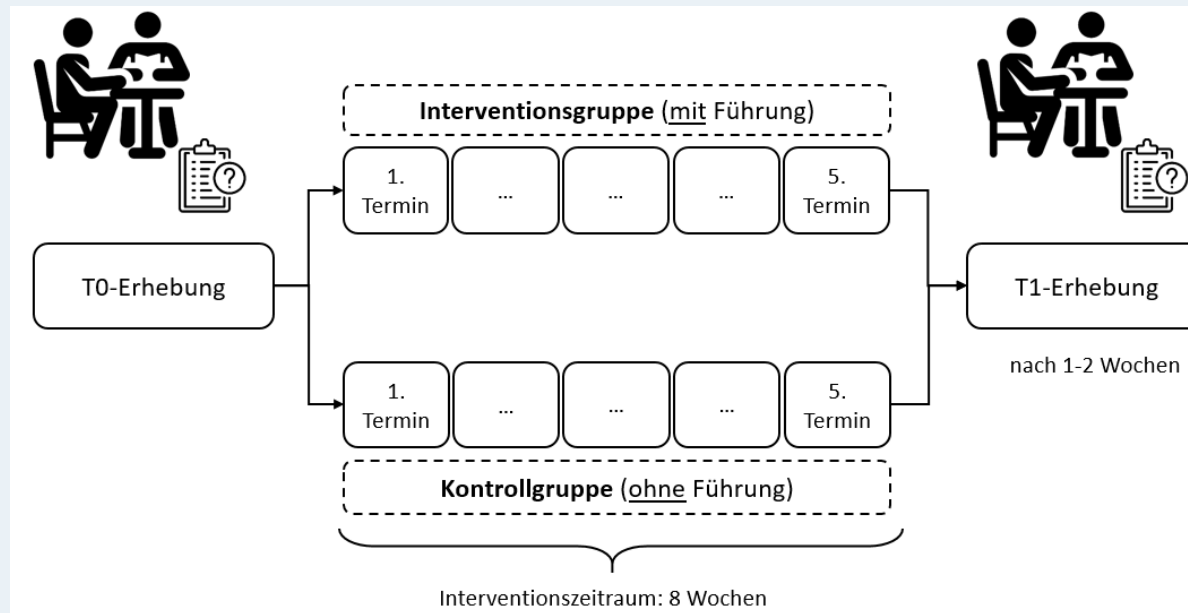 Interventionsgruppe (mit Führung)
1.
Termin
...
...
...
5.
Termin
?
?
T0-Erhebung
T1-Erhebung
nach 1-2 Wochen
1.
Termin
...
...
...
5.
Termin
Kontrollgruppe (ohne Führung)
Interventionszeitraum: 8 Wochen